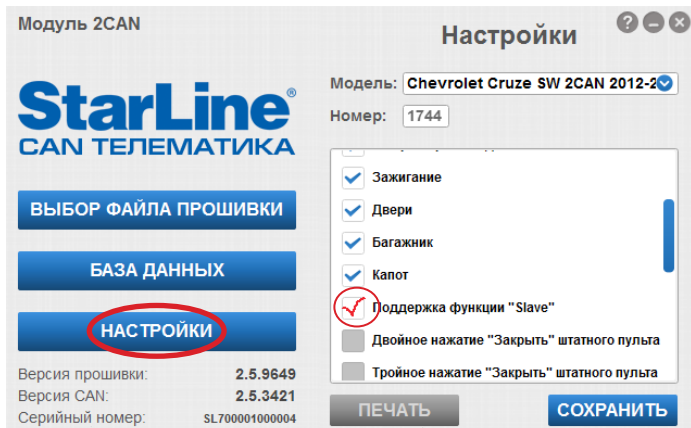 Модуль 2CAN
Настройки
StarLine®
CAN ТЕЛЕМАТИКА
ВЫБОР ФАЙЛА ПРОШИВКИ
БАЗА ДАННЫХ
НАСТРОЙКИ
Версия прошивки: 2.5.9649
Версия CAN: 2.5.3421
Серийный номер: SL700001000004
Модель: Chevrolet Cruze SW 2CAN 2012-2
Номер: 1744
Зажигание
Двери
Багажник
Капот
Поддержка функции "Slave"
Двойное нажатие "Закрыть" штатного пульта
Тройное нажатие "Закрыть" штатного пульта
ПЕЧАТЬ
СОХРАНИТЬ